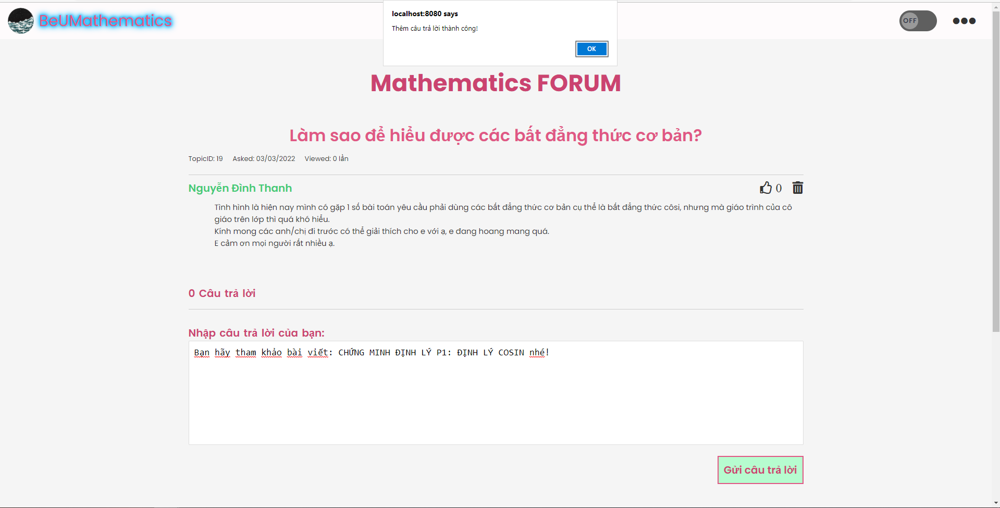 localhost:8080 says
Thêm câu trả lời thành công!
OK
BeUMathematics
OFF
Mathematics FORUM
Làm sao để hiểu được các bất đẳng thức cơ bản?
TopicID: 19 Asked: 03/03/2022 Viewed: 0 lần
Nguyễn Đình Thanh
0
Tình hình là hiện nay mình có gặp 1 số bài toán yêu cầu phải dùng các bất đẳng thức cơ bản cụ thể là bất đẳng thức côsi, nhưng mà giáo trình của cô
giáo trên lớp thì quá khó hiểu.
Kính mong các anh/chị đi trước có thể giải thích cho e với ạ, e đang hoang mang quá.
E cảm ơn mọi người rất nhiều ạ.
0 Câu trả lời
Nhập câu trả lời của bạn:
Bạn hãy tham khảo bài viết: CHỨNG MINH ĐỊNH LÝ P1: ĐỊNH LÝ COSIN nhé!
Gửi câu trả lời